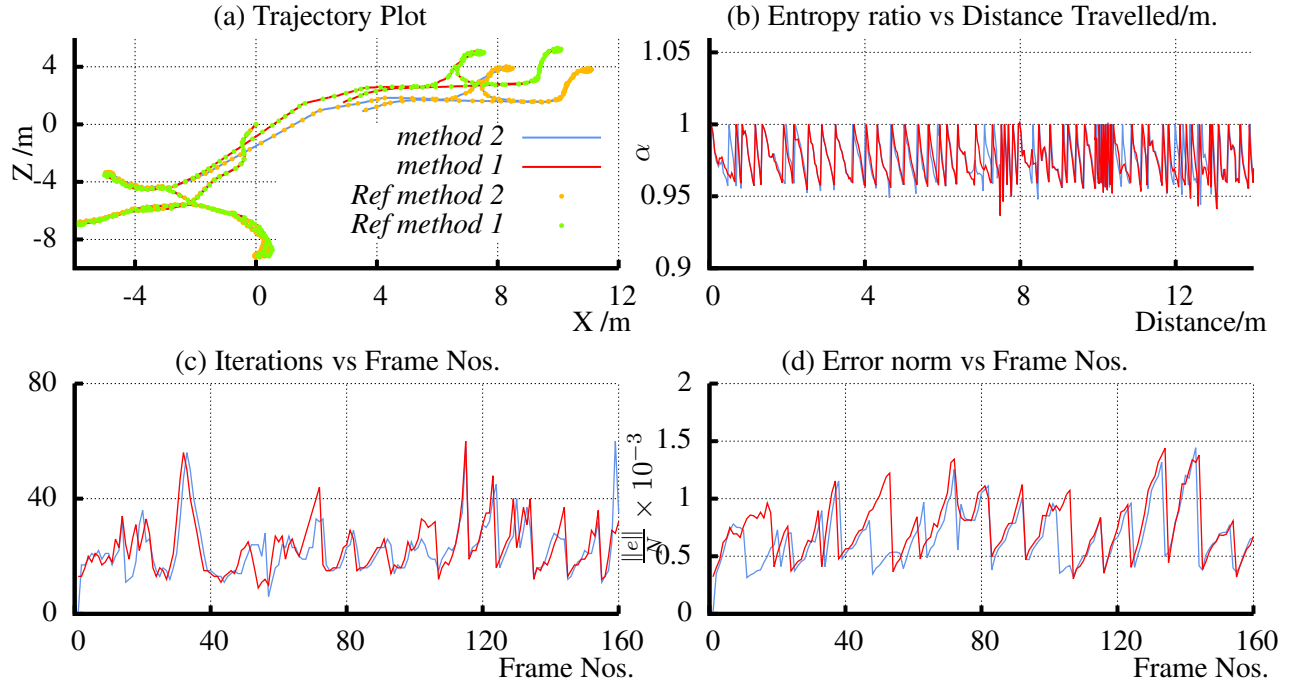 (a) Trajectory Plot
Z /m
4
0
-4
-8
-4
0
4
8
12
X /m
method 2
method 1
Ref method 2
Ref method 1
(b) Entropy ratio vs Distance Travelled/m.
α
1.05
1
0.95
0.9
0
4
8
12
Distance/m
(c) Iterations vs Frame Nos.
80
40
0
0
40
80
120
160
Frame Nos.
(d) Error norm vs Frame Nos.
||e||/N × 10−3
2
1.5
1
0.5
0
0
40
80
120
160
Frame Nos.